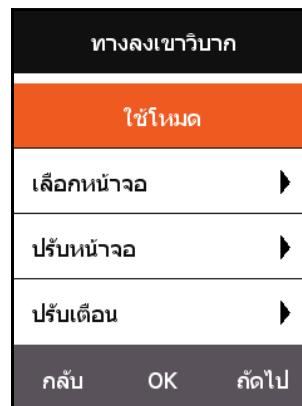 ทางลงเขาวิบาก
ใช้โหมด
เลือกหน้าจอ
ปรับหน้าจอ
ปรับเตือน
กลับ OK ถัดไป